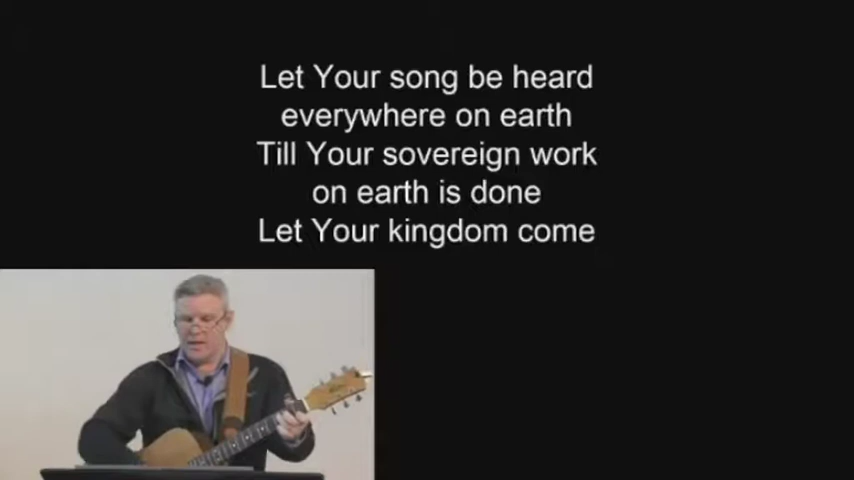 Let Your song be heard
everywhere on earth
Till Your sovereign work
on earth is done
Let Your kingdom come